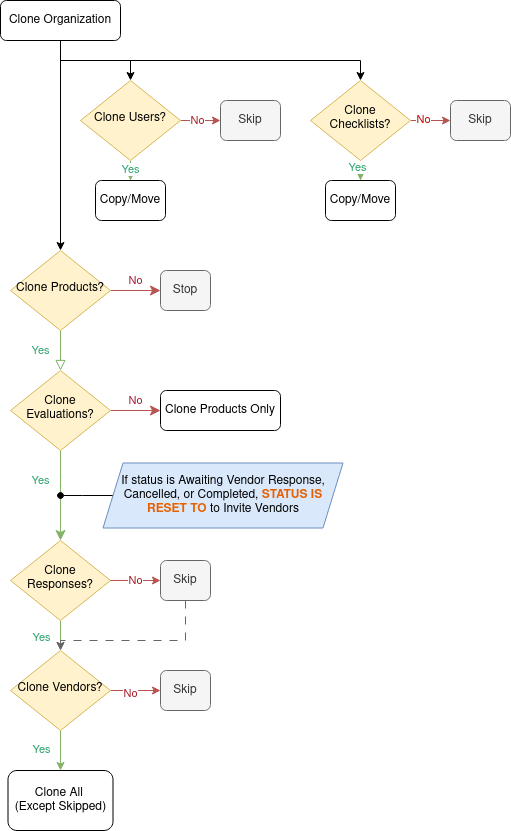 Clone Organization
Clone Users?
No
Skip
Clone
Checklists?
No
Skip
Yes
Copy/Move
Yes
Copy/Move
Clone Products?
No
Stop
Yes
Clone
Evaluations?
No
Clone Products Only
Yes
If status is Awaiting Vendor Response,
Cancelled, or Completed, STATUS IS
RESET TO to Invite Vendors
Clone
Responses?
No
Skip
Yes
Clone Vendors?
No
Skip
Yes
Clone All
(Except Skipped)